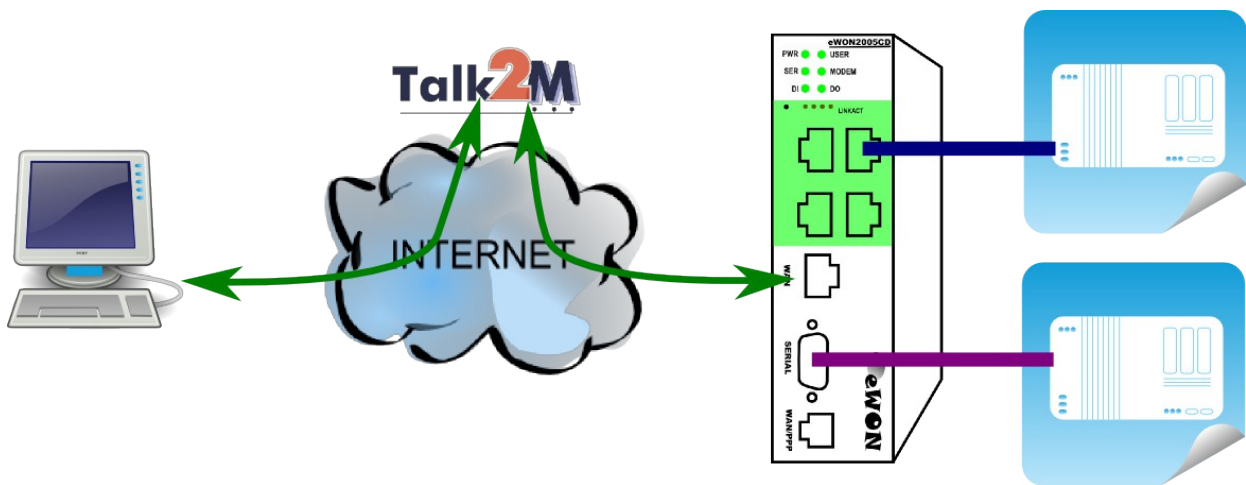 Talk2M
INTERNET
eWON2005CD
PWR USER
SER MODEM
DI DO
LINKACT
WAN
SERIAL
eWON
WAN/PPP